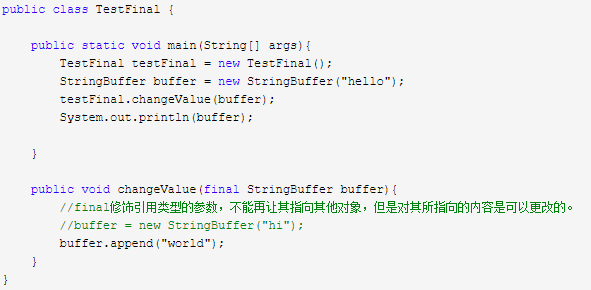 public class TestFinal {
public static void main(String[] args){
TestFinal testFinal = new TestFinal();
StringBuffer buffer = new StringBuffer("hello");
testFinal.changeValue(buffer);
System.out.println(buffer);
}
public void changeValue(final StringBuffer buffer){
//final修饰引用类型的参数，不能再让其指向其他对象，但是对其所指向的内容是可以更改的。
//buffer = new StringBuffer("hi");
buffer.append("world");
}
}